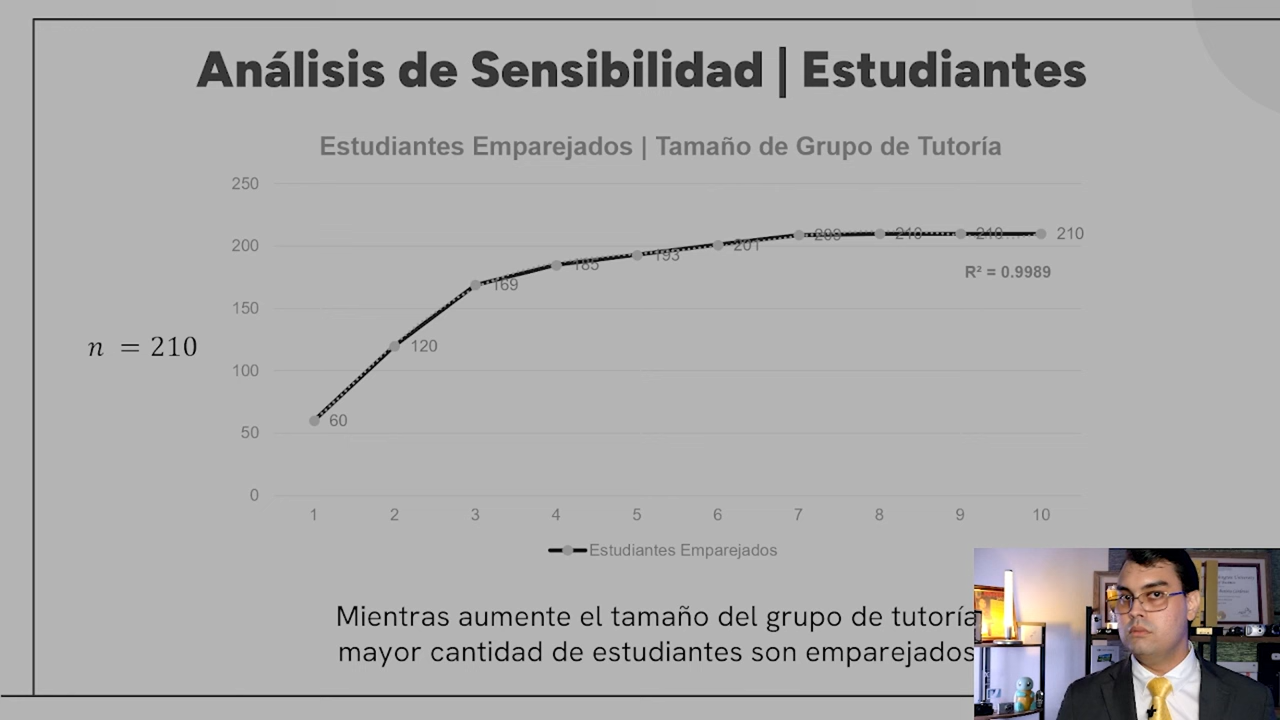 Análisis de Sensibilidad | Estudiantes
Estudiantes Emparejados | Tamaño de Grupo de Tutoría
250
200
150
100
50
0
n = 210
60
120
169
185
193
201
210
210
210
R² = 0.9989
1 2 3 4 5 6 7 8 9 10
Estudiantes Emparejados
Mientras aumente el tamaño del grupo de tutoría
mayor cantidad de estudiantes son emparejados